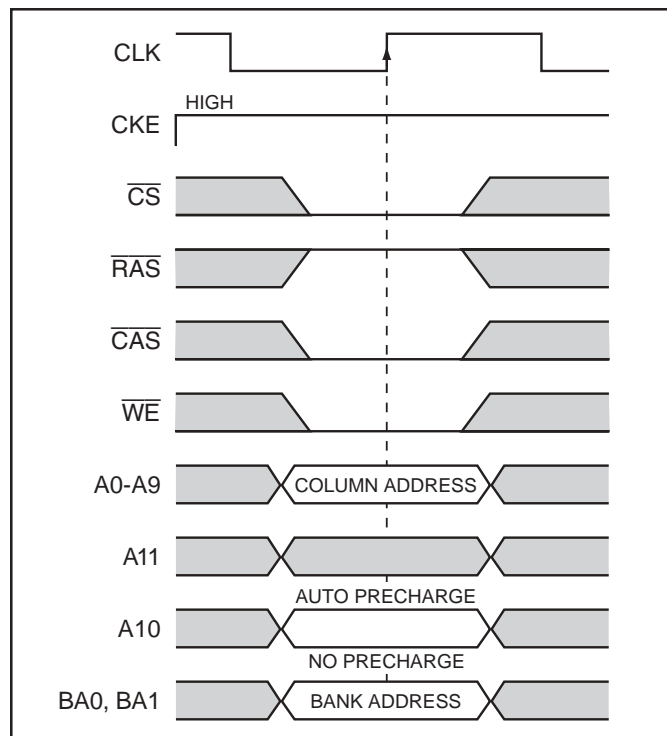 CLK
HIGH
CKE
CS
RAS
CAS
WE
A0-A9 COLUMN ADDRESS
A11
AUTO PRECHARGE
A10
NO PRECHARGE
BA0, BA1 BANK ADDRESS